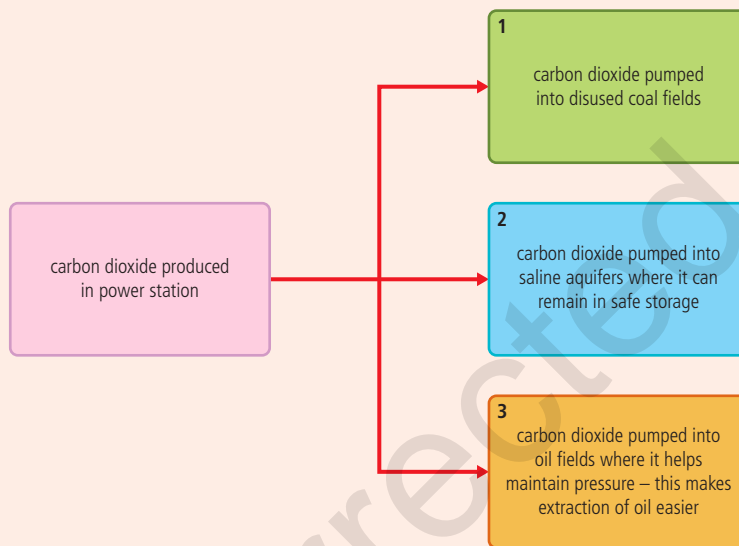 1
carbon dioxide pumped
into disused coal fields
carbon dioxide produced
in power station
2
carbon dioxide pumped into
saline aquifers where it can
remain in safe storage
3
carbon dioxide pumped into
oil fields where it helps
maintain pressure – this makes
extraction of oil easier
rrected